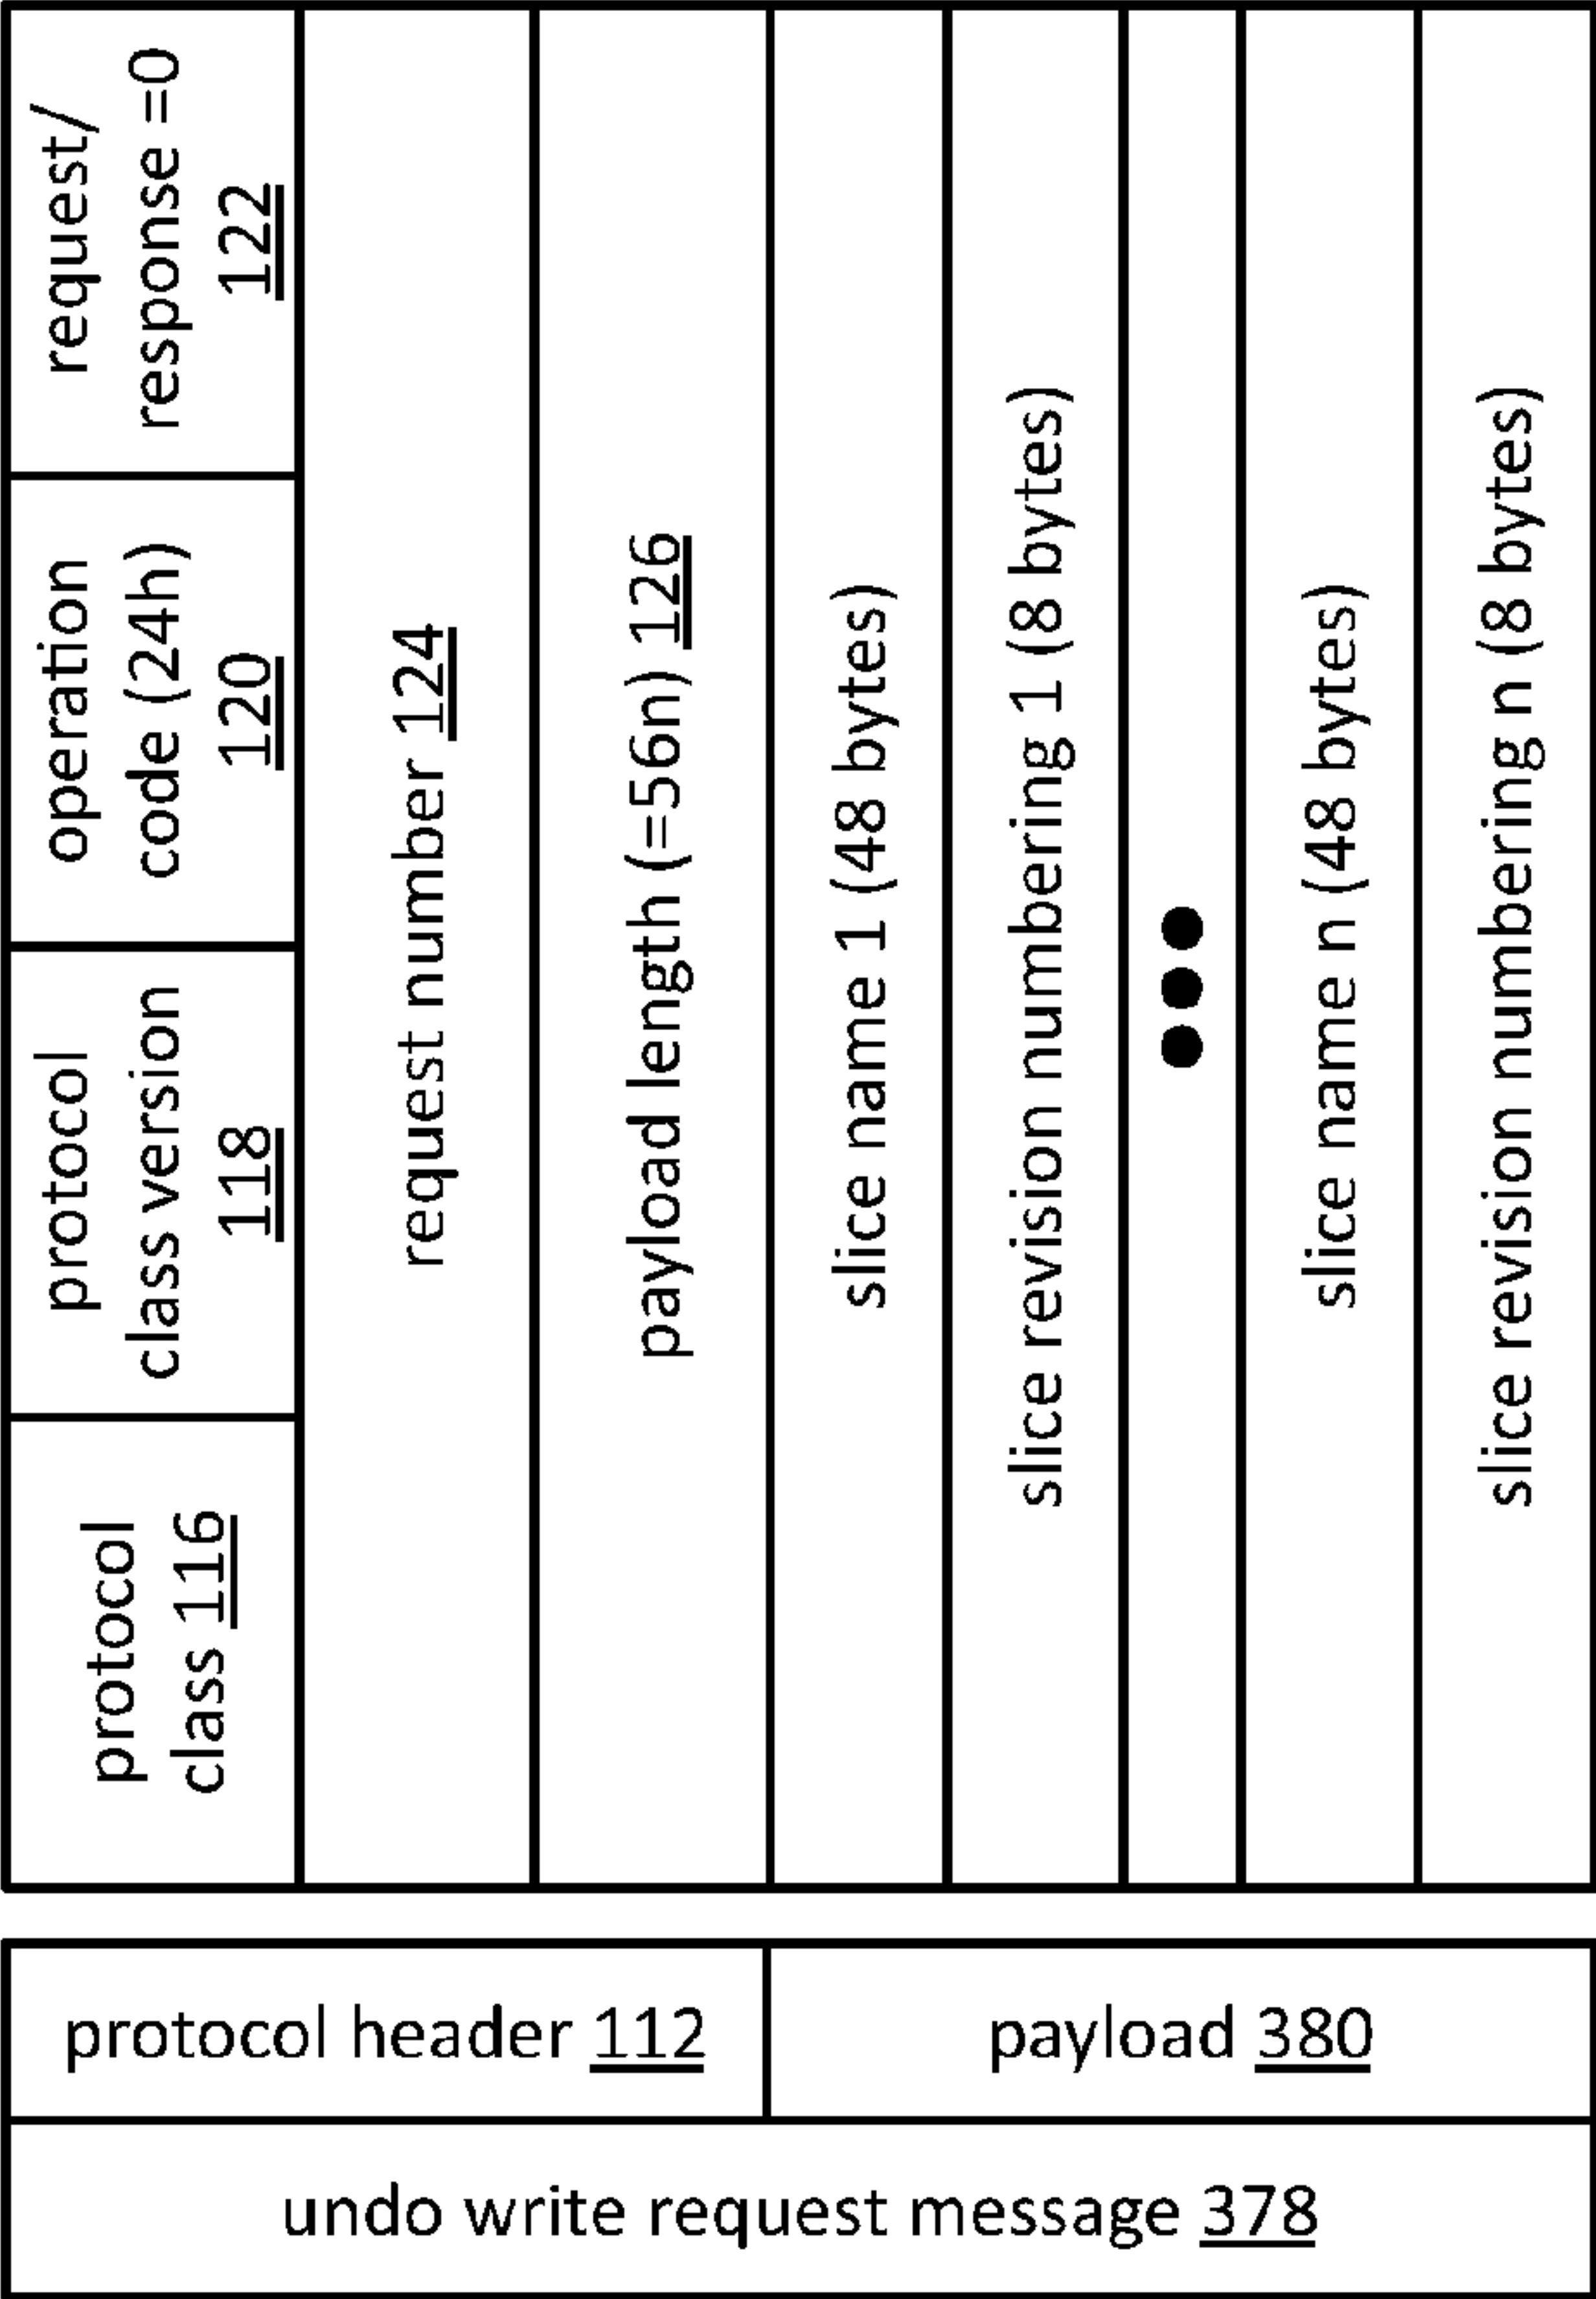 undo write request message 378
protocol header 112
payload 380
protocol
class 116
protocol
class version
118
operation
code (24h)
120
request/
response =0
122
request number 124
payload length (=56n) 126
slice name 1 (48 bytes)
slice revision numbering 1 (8 bytes)
●●●
slice name n (48 bytes)
slice revision numbering n (8 bytes)